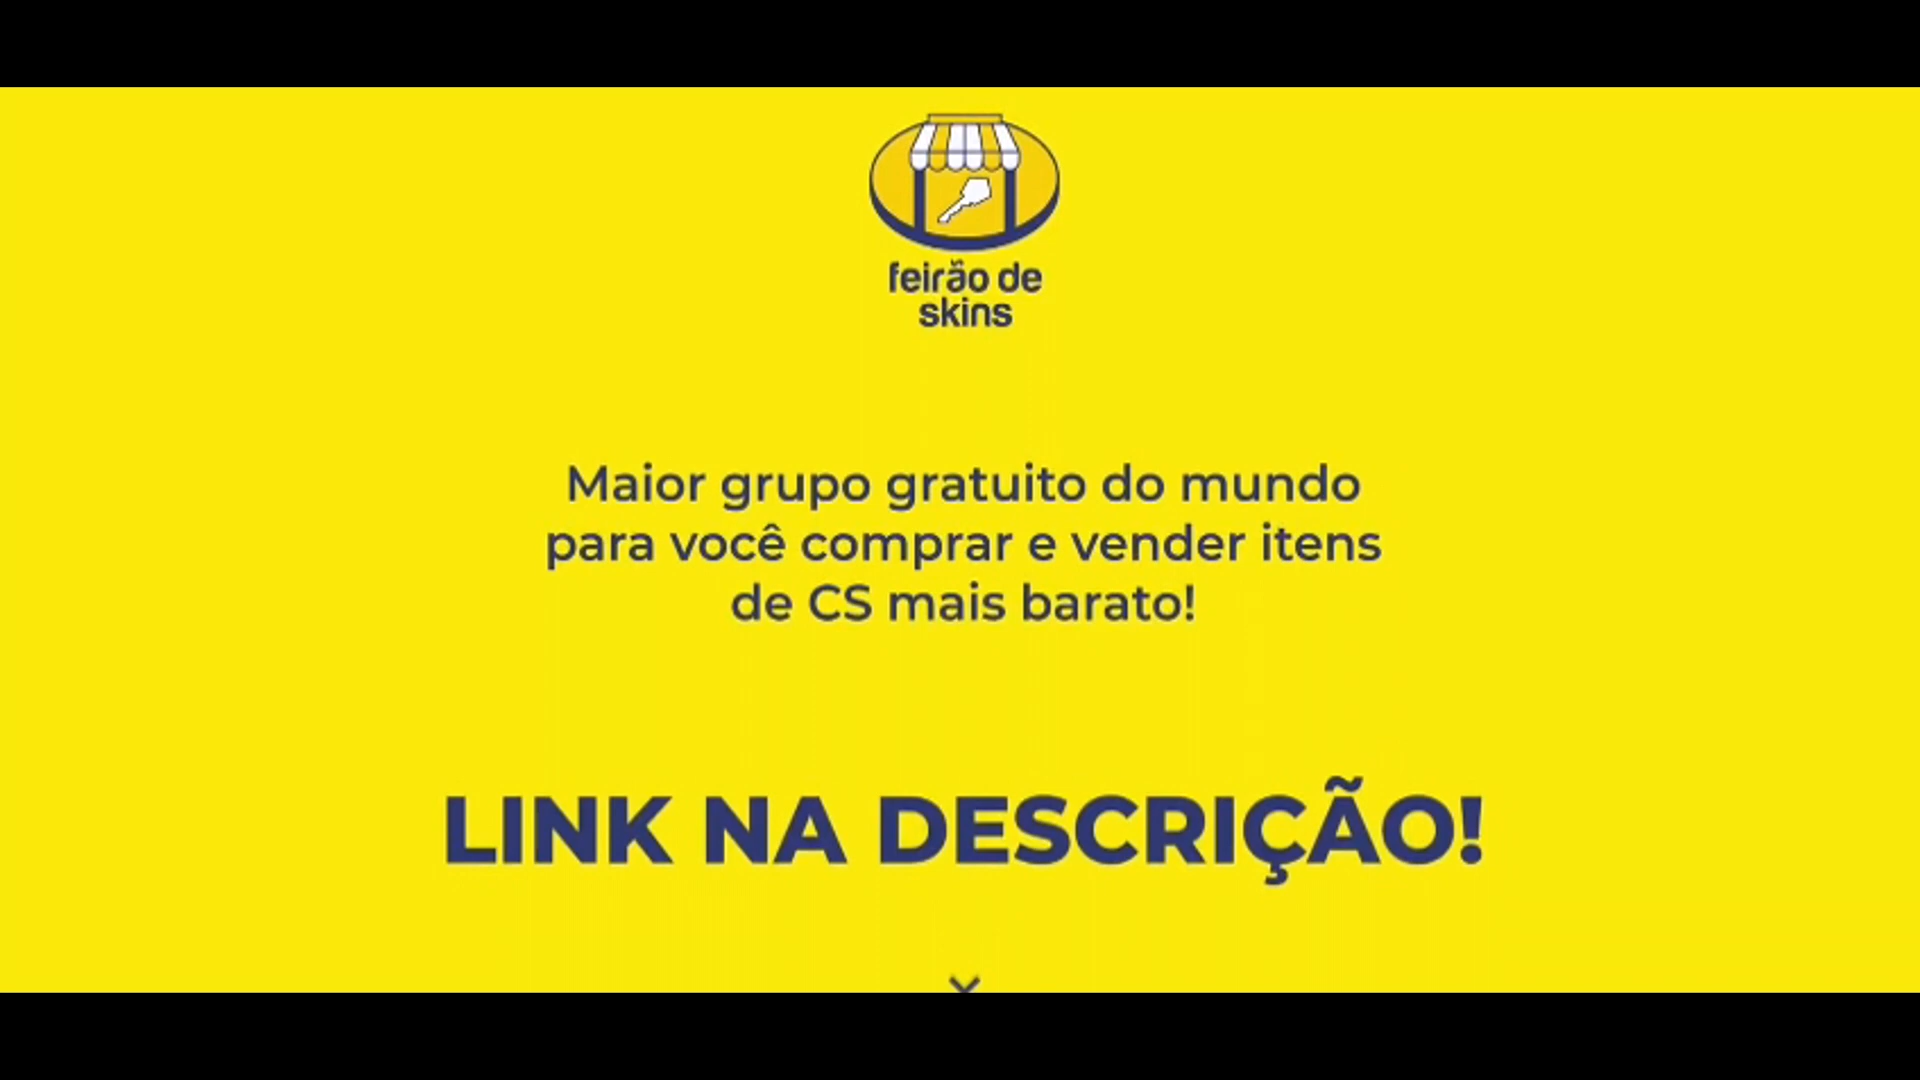 feirão de
skins
Maior grupo gratuito do mundo
para você comprar e vender itens
de CS mais barato!
LINK NA DESCRIÇÃO!